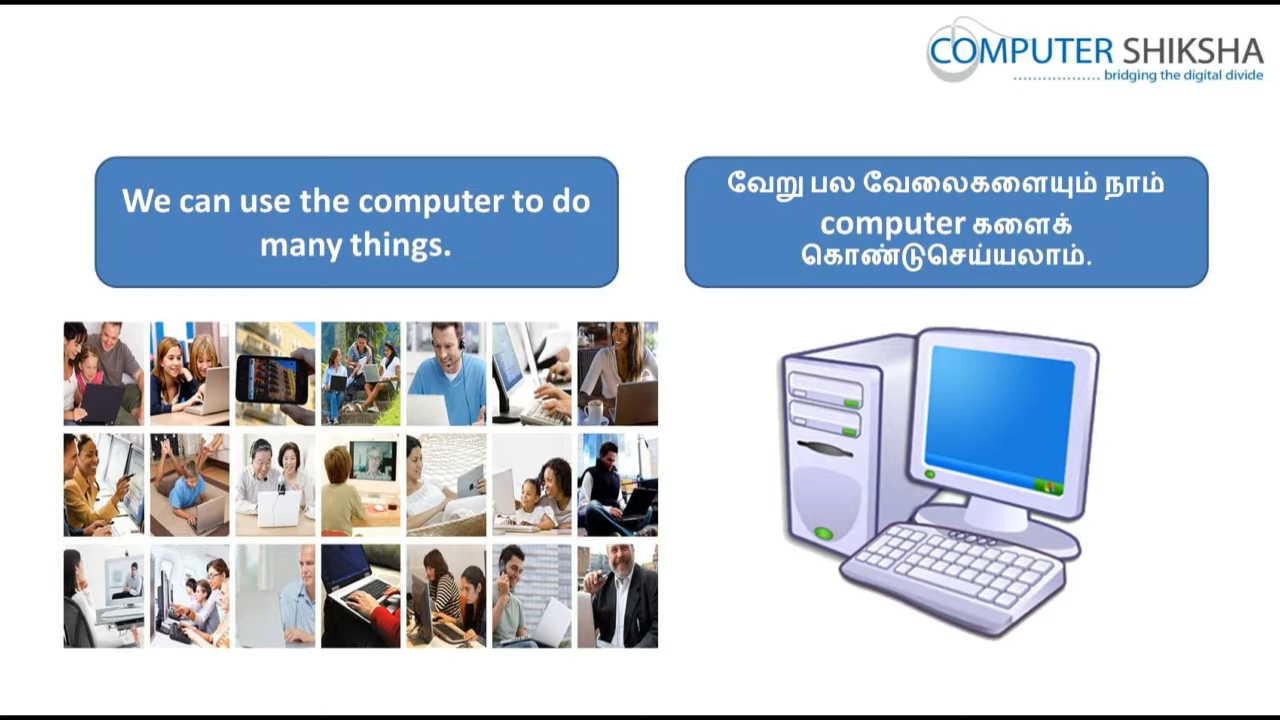 COMPUTER SHIKSHA
.................. bridging the digital divide
We can use the computer to do
many things.
வேறு பல வேலைகளையும் நாம்
computer களைக்
கொண்டுசெய்யலாம்.